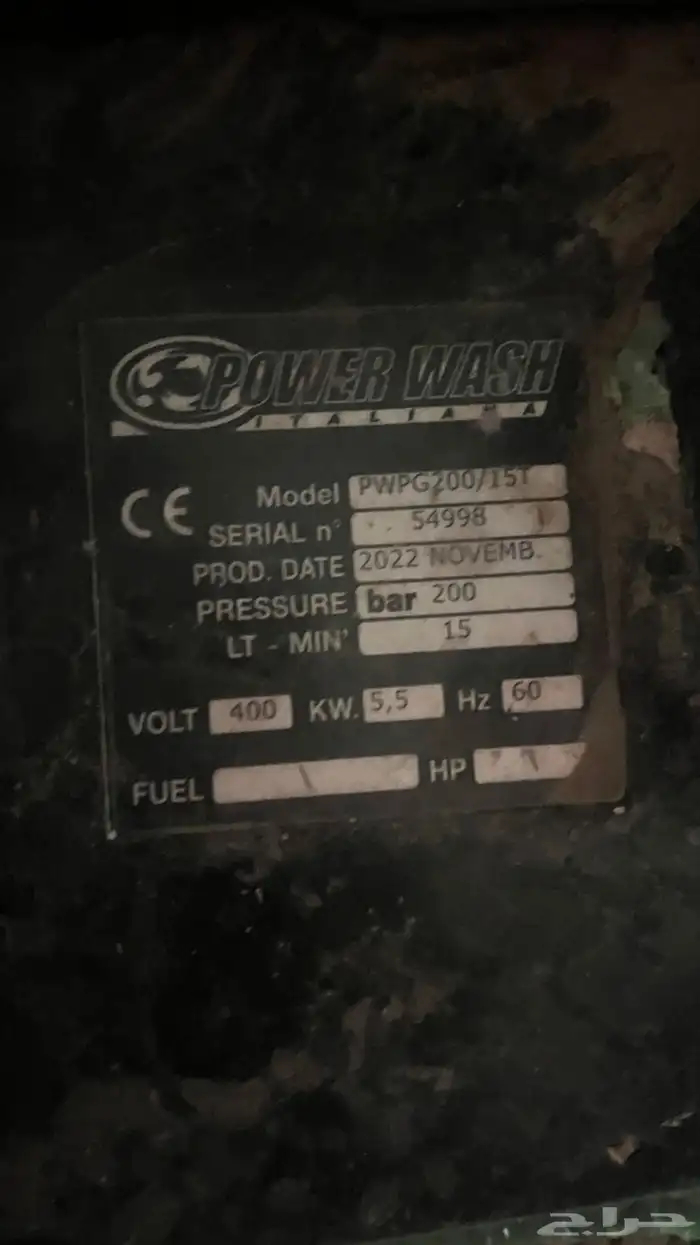 POWER WASH
ITALIANA
CE Model PWPG200/15T
SERIAL n° 54998
PROD. DATE 2022 NOVEMB.
PRESSURE bar 200
LT - MIN' 15
VOLT 400 KW. 5,5 Hz 60
FUEL HP
حراج